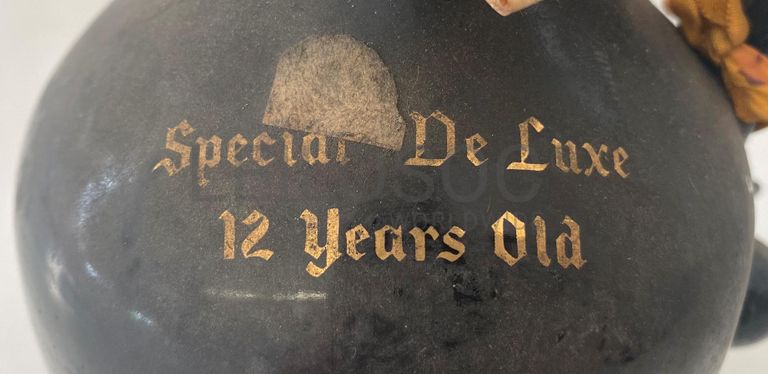 Special De Luxe
12 Years Old